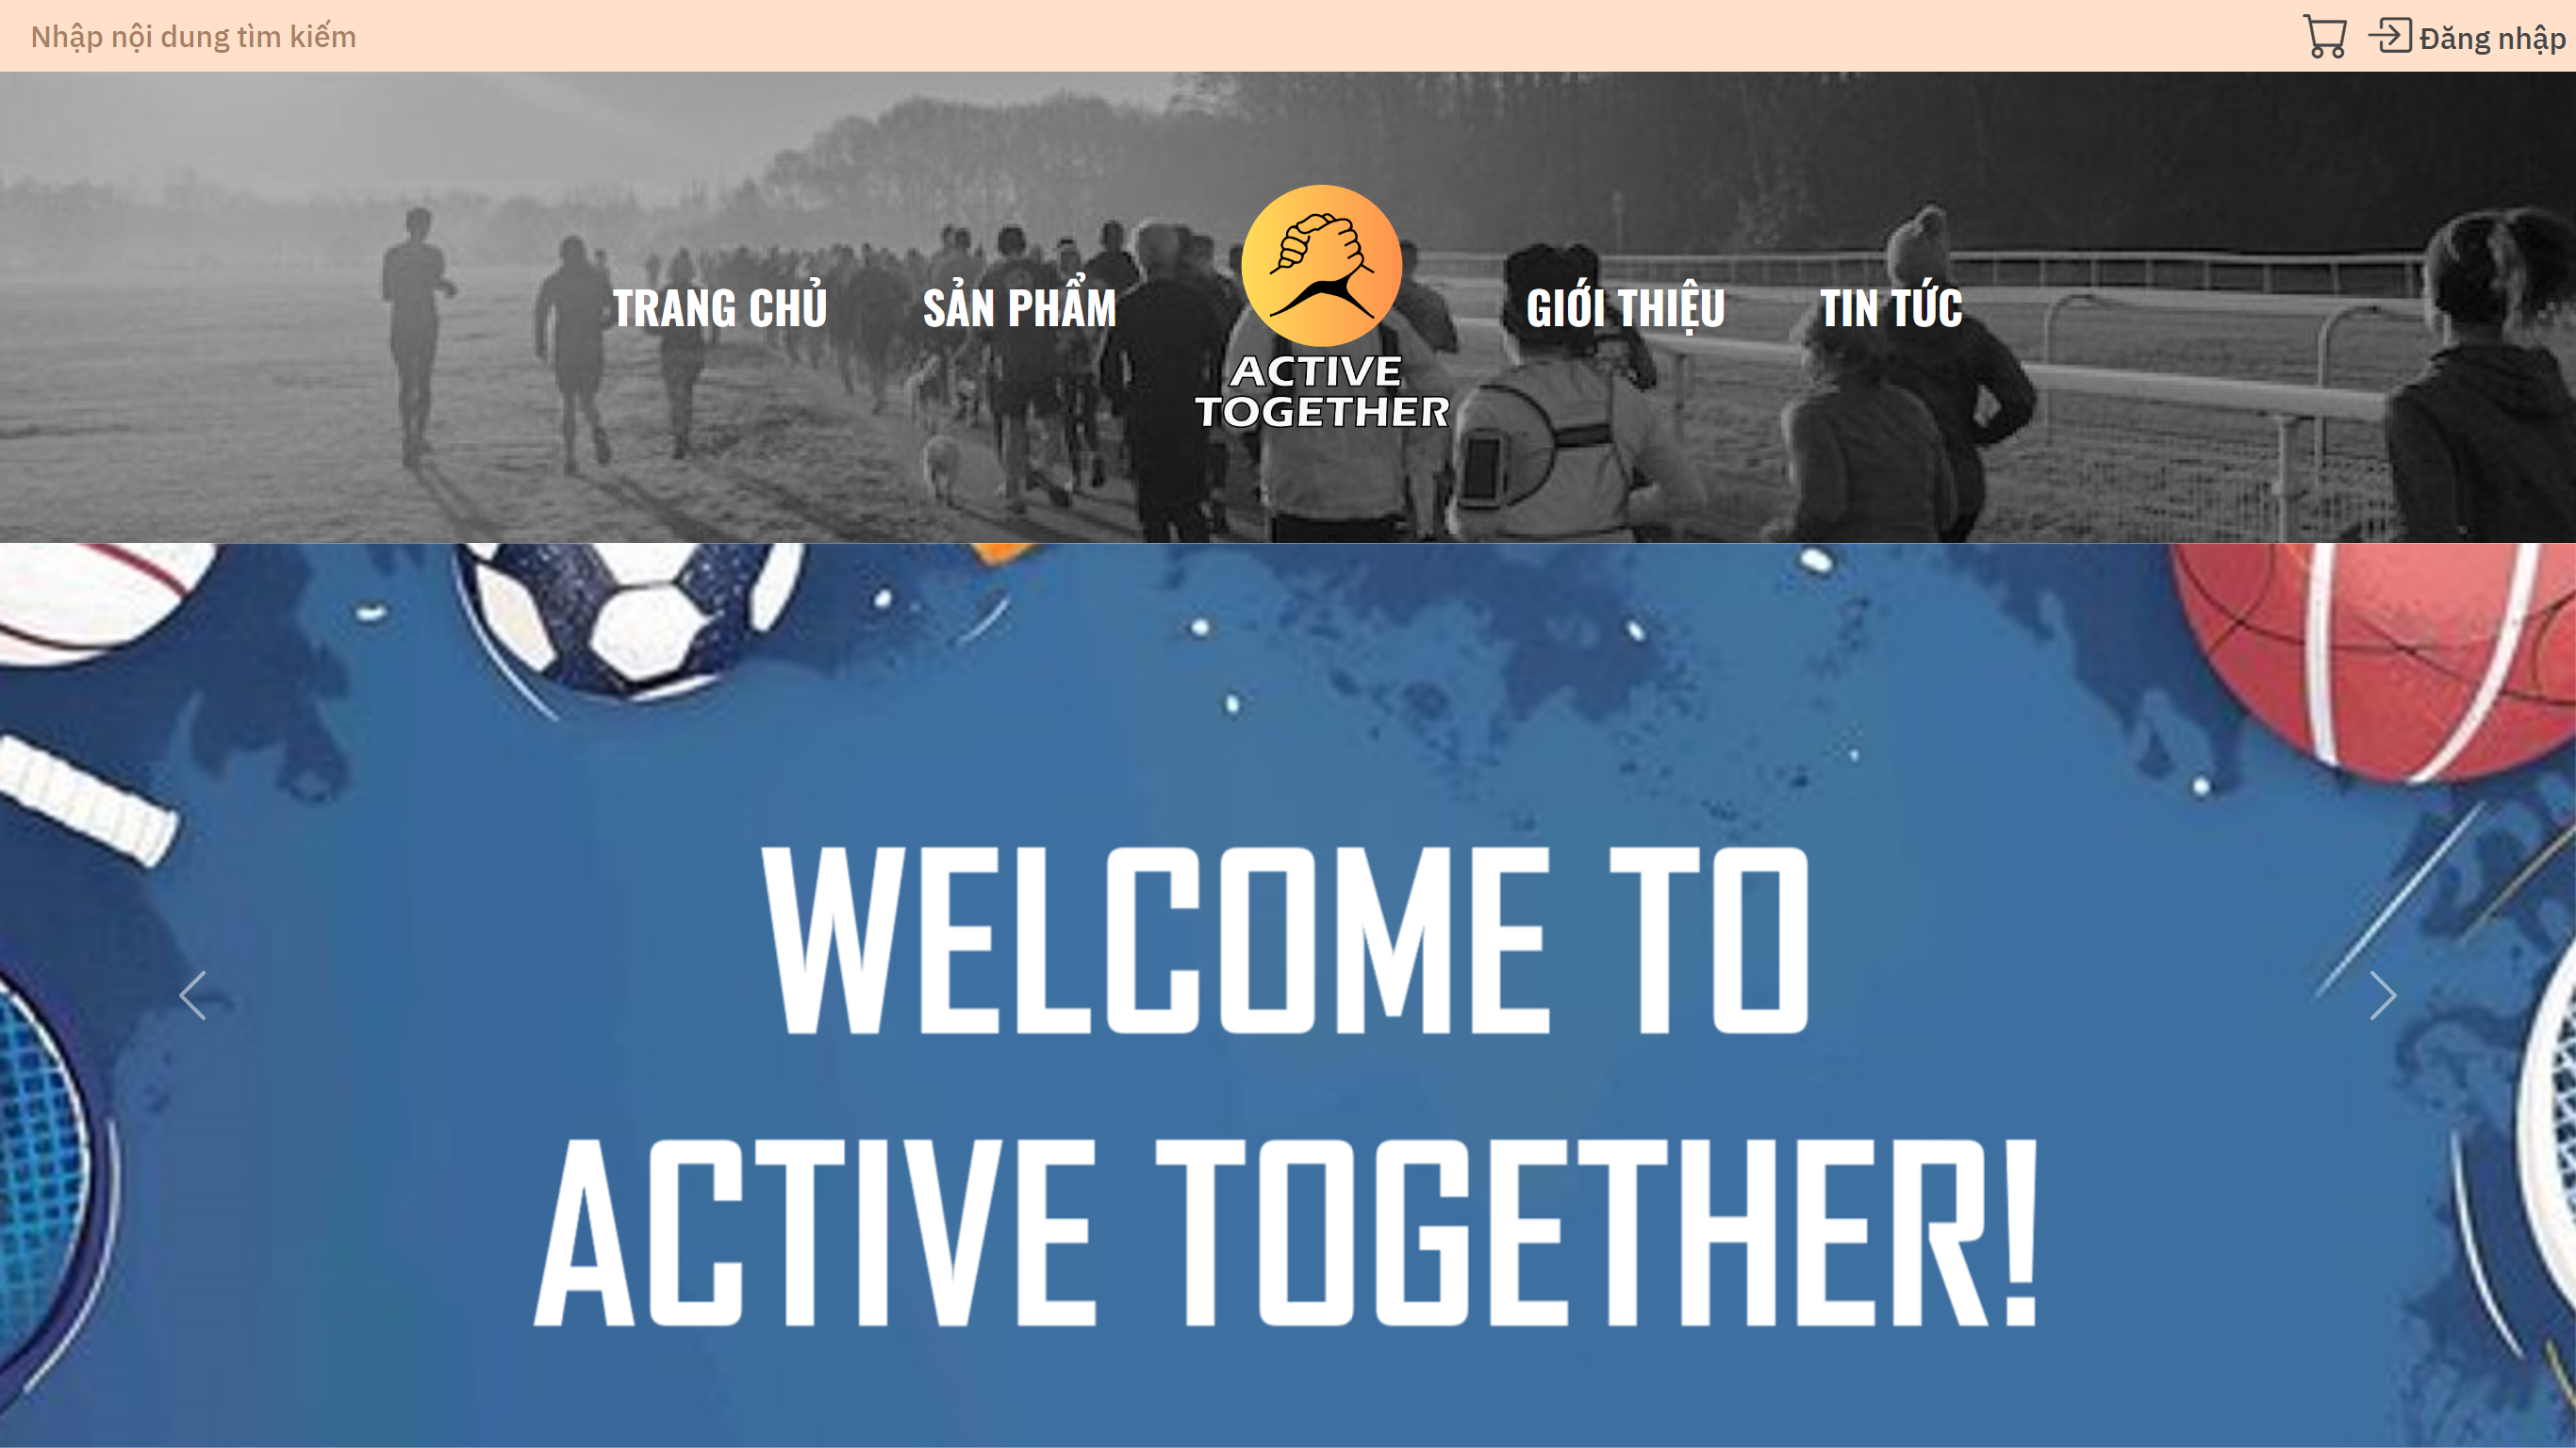 Nhập nội dung tìm kiếm
Đăng nhập
TRANG CHỦ
SẢN PHẨM
ACTIVE
TOGETHER
GIỚI THIỆU
TIN TỨC
WELCOME TO
ACTIVE TOGETHER!